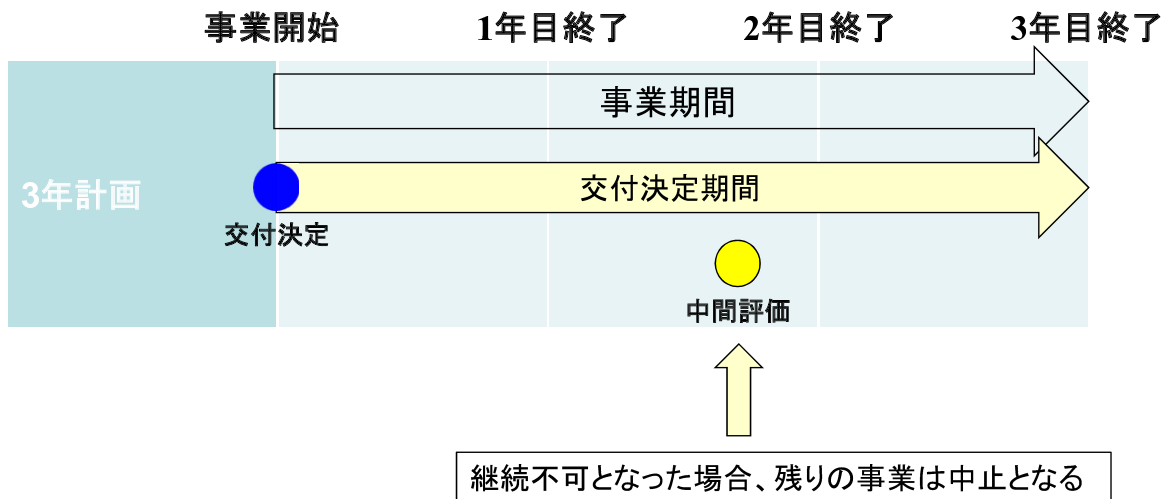 事業開始 1年目終了 2年目終了 3年目終了
事業期間
3年計画
交付決定期間
交付決定
中間評価
継続不可となった場合、残りの事業は中止となる